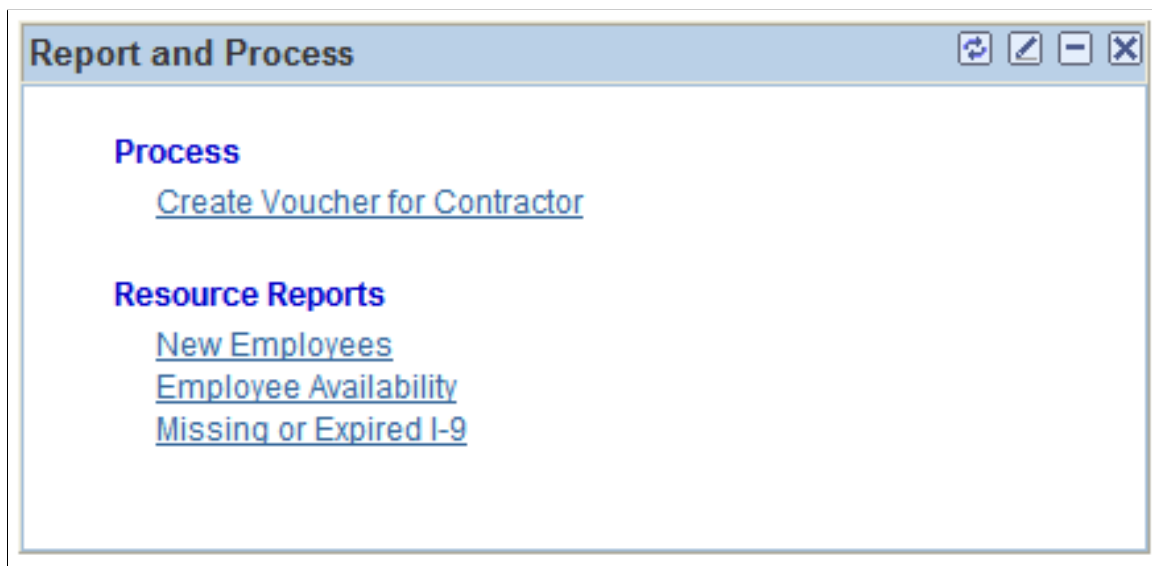 Report and Process
Process
Create Voucher for Contractor
Resource Reports
New Employees
Employee Availability
Missing or Expired I-9